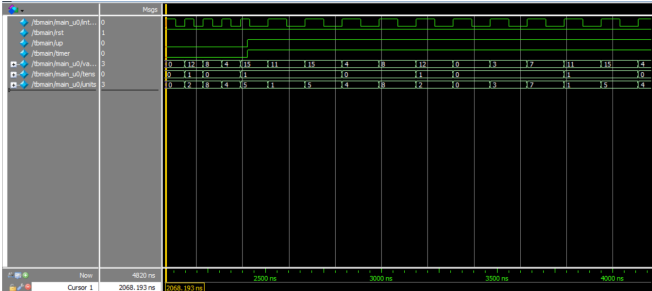 Msgs
/tbmain/main_u0/int... 0
/tbmain/rst 1
/tbmain/up 0
/tbmain/timer 0
/tbmain/main_u0/va... 3 0 12 8 4 15 11 15 4 8 12 0 3 7 11 15 4
/tbmain/main_u0/tens 0 0 1 0 1 0 1 0 1 0
/tbmain/main_u0/units 3 0 2 8 4 5 1 5 4 8 2 0 3 7 1 5 4
Now 4820 ns 2500 ns 3000 ns 3500 ns 4000 ns
Cursor 1 2068.193 ns 2068.193 ns